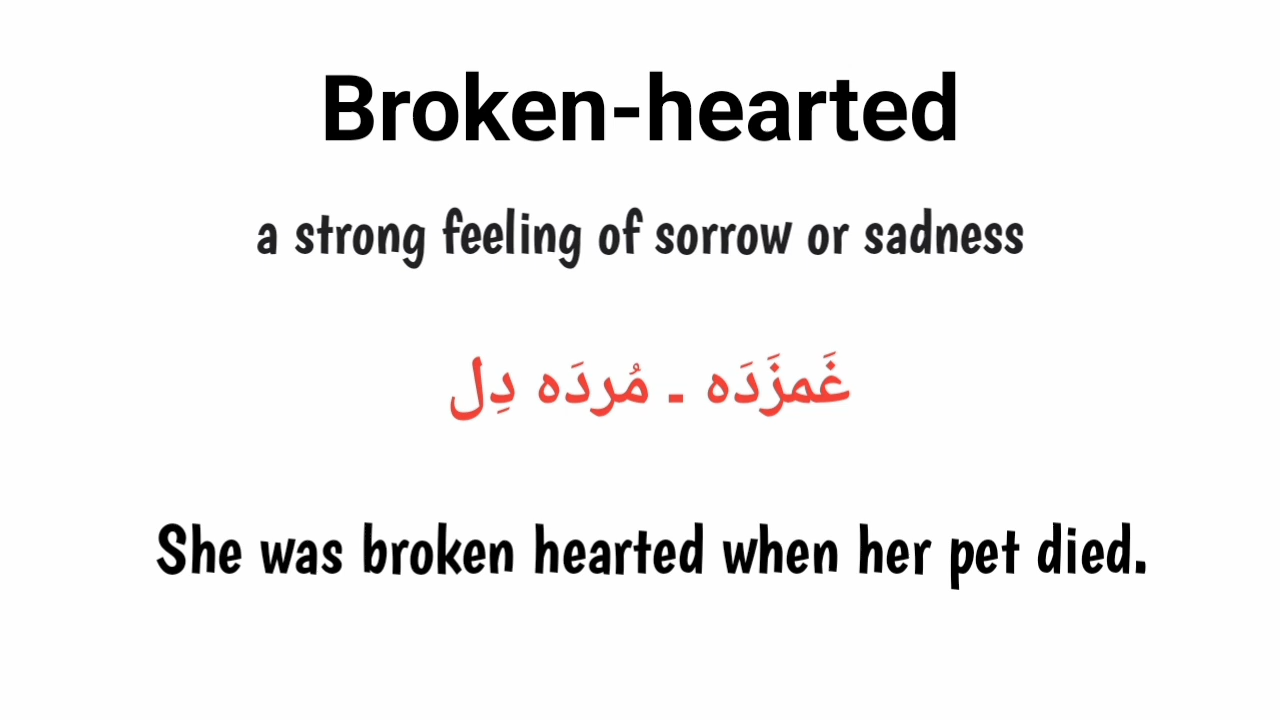 Broken-hearted
a strong feeling of sorrow or sadness
غَمزَدَہ ۔ مُردَہ دِل
She was broken hearted when her pet died.